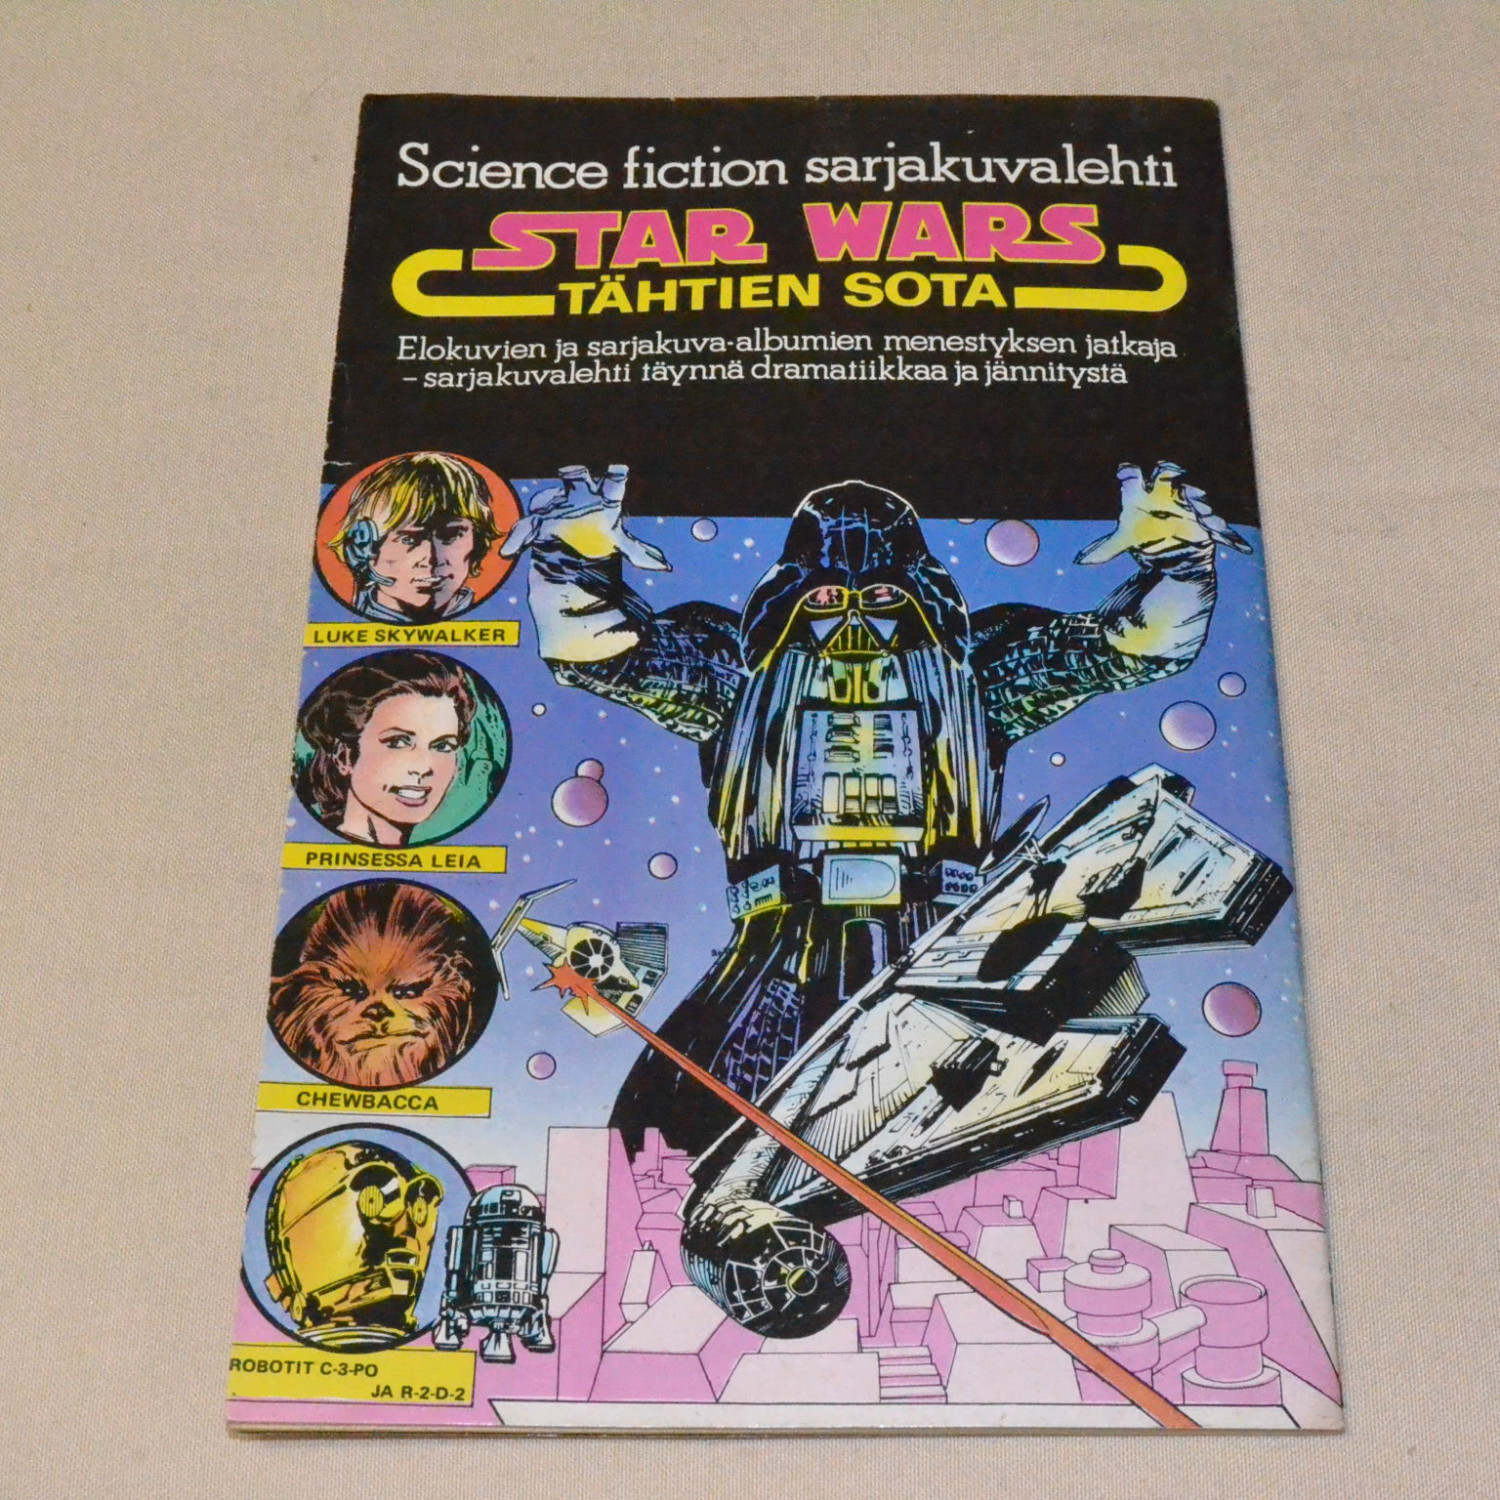 Science fiction sarjakuvalehti
STAR WARS
TÄHTIEN SOTA
Elokuvien ja sarjakuva-albumien menestyksen jatkaja
– sarjakuvalehti täynnä dramatiikkaa ja jännitystä
LUKE SKYWALKER
PRINSESSA LEIA
CHEWBACCA
ROBOTIT C-3-PO
JA R-2-D-2